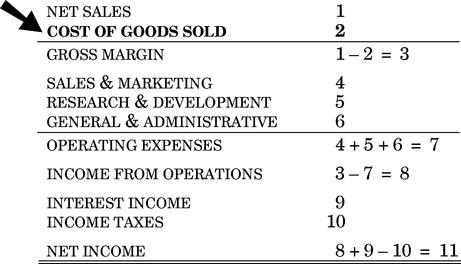 NET SALES 1
COST OF GOODS SOLD 2
GROSS MARGIN 1 – 2 = 3
SALES & MARKETING 4
RESEARCH & DEVELOPMENT 5
GENERAL & ADMINISTRATIVE 6
OPERATING EXPENSES 4 + 5 + 6 = 7
INCOME FROM OPERATIONS 3 – 7 = 8
INTEREST INCOME 9
INCOME TAXES 10
NET INCOME 8 + 9 – 10 = 11